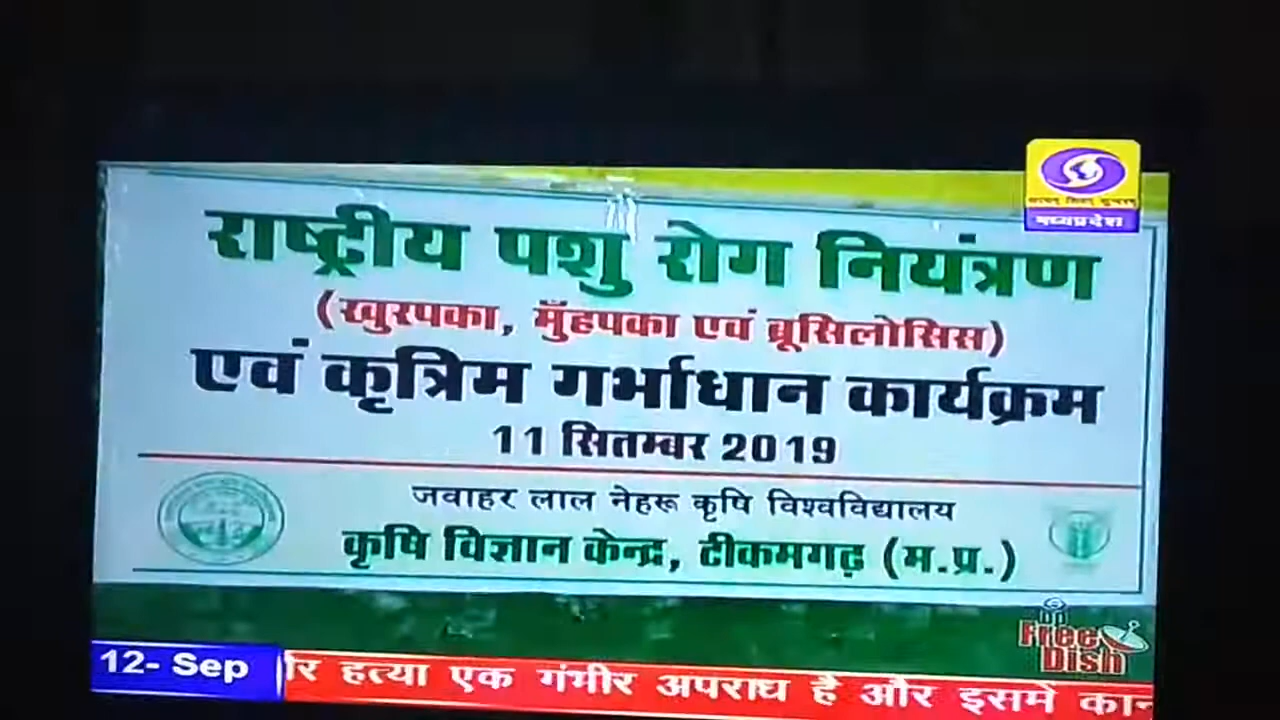 मध्यप्रदेश
राष्ट्रीय पशु रोग नियंत्रण
(खुरपका, मुँहपका एवं ब्रूसिलोसिस)
एवं कृत्रिम गर्भाधान कार्यक्रम
11 सितम्बर 2019
जवाहर लाल नेहरू कृषि विश्वविद्यालय
कृषि विज्ञान केन्द्र, टीकमगढ़ (म.प्र.)
DD
Free
Dish
12- Sep
हत्या एक गंभीर अपराध है और इसमें